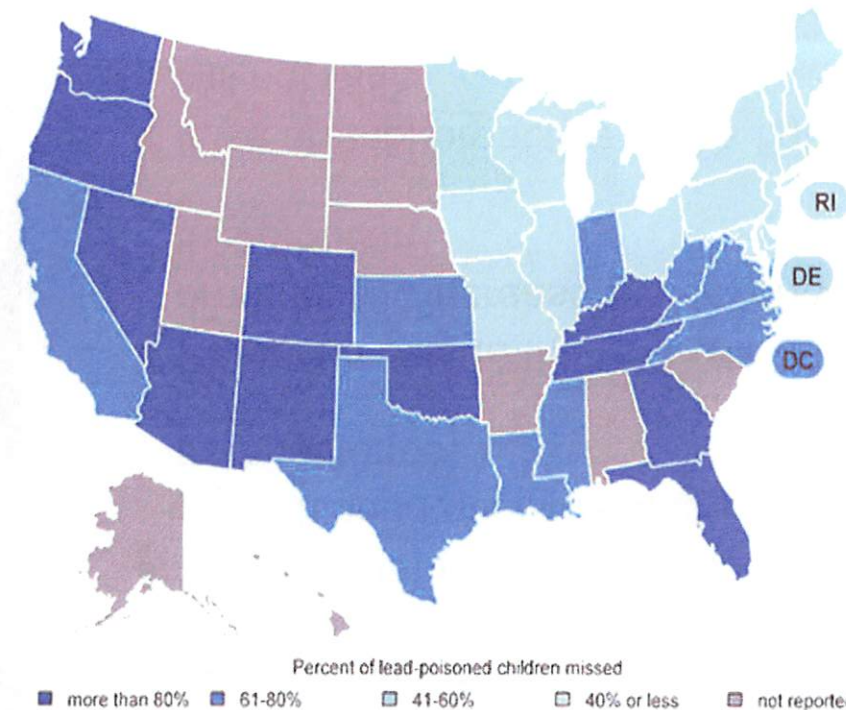 RI
DE
DC
Percent of lead-poisoned children missed
more than 80% 61-80% 41-60% 40% or less not reporte